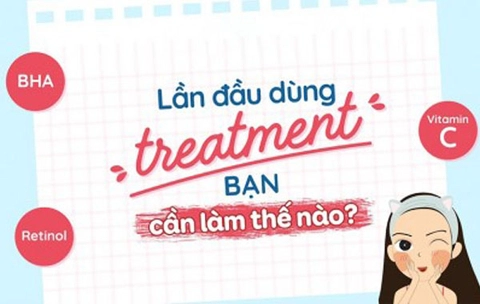 BHA
Lần đầu dùng
treatment
BẠN
cần làm thế nào?
Vitamin
C
Retinol